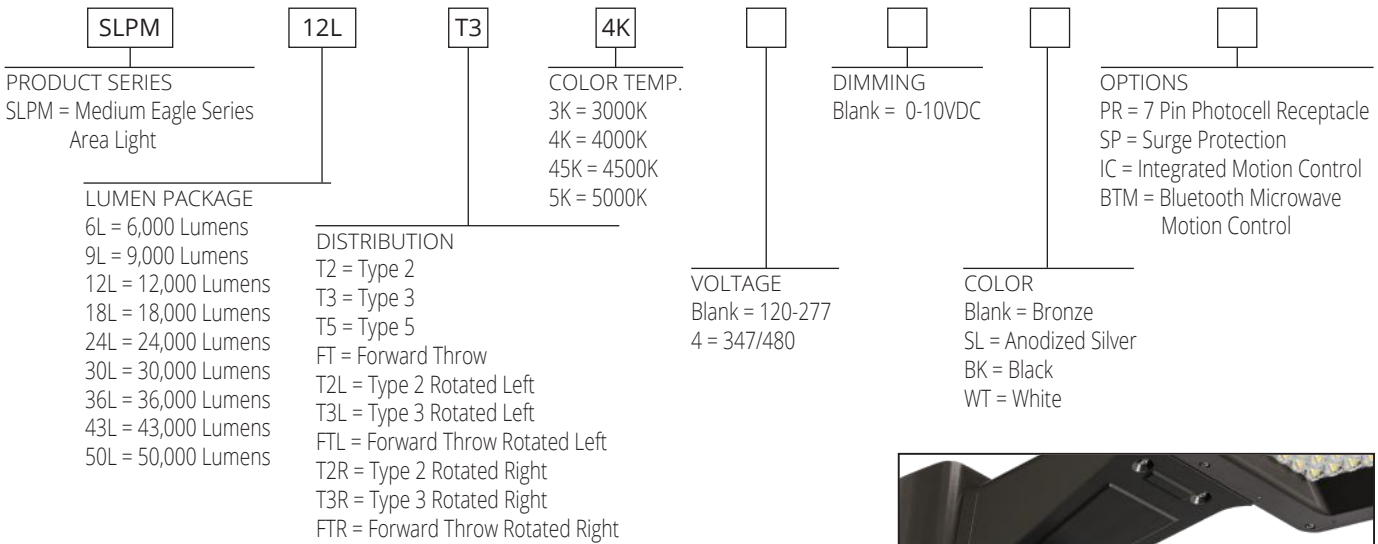 SLPM 12L T3 4K
PRODUCT SERIES
SLPM = Medium Eagle Series
Area Light
LUMEN PACKAGE
6L = 6,000 Lumens
9L = 9,000 Lumens
12L = 12,000 Lumens
18L = 18,000 Lumens
24L = 24,000 Lumens
30L = 30,000 Lumens
36L = 36,000 Lumens
43L = 43,000 Lumens
50L = 50,000 Lumens
DISTRIBUTION
T2 = Type 2
T3 = Type 3
T5 = Type 5
FT = Forward Throw
T2L = Type 2 Rotated Left
T3L = Type 3 Rotated Left
FTL = Forward Throw Rotated Left
T2R = Type 2 Rotated Right
T3R = Type 3 Rotated Right
FTR = Forward Throw Rotated Right
COLOR TEMP.
3K = 3000K
4K = 4000K
45K = 4500K
5K = 5000K
VOLTAGE
Blank = 120-277
4 = 347/480
DIMMING
Blank = 0-10VDC
COLOR
Blank = Bronze
SL = Anodized Silver
BK = Black
WT = White
OPTIONS
PR = 7 Pin Photocell Receptacle
SP = Surge Protection
IC = Integrated Motion Control
BTM = Bluetooth Microwave
Motion Control